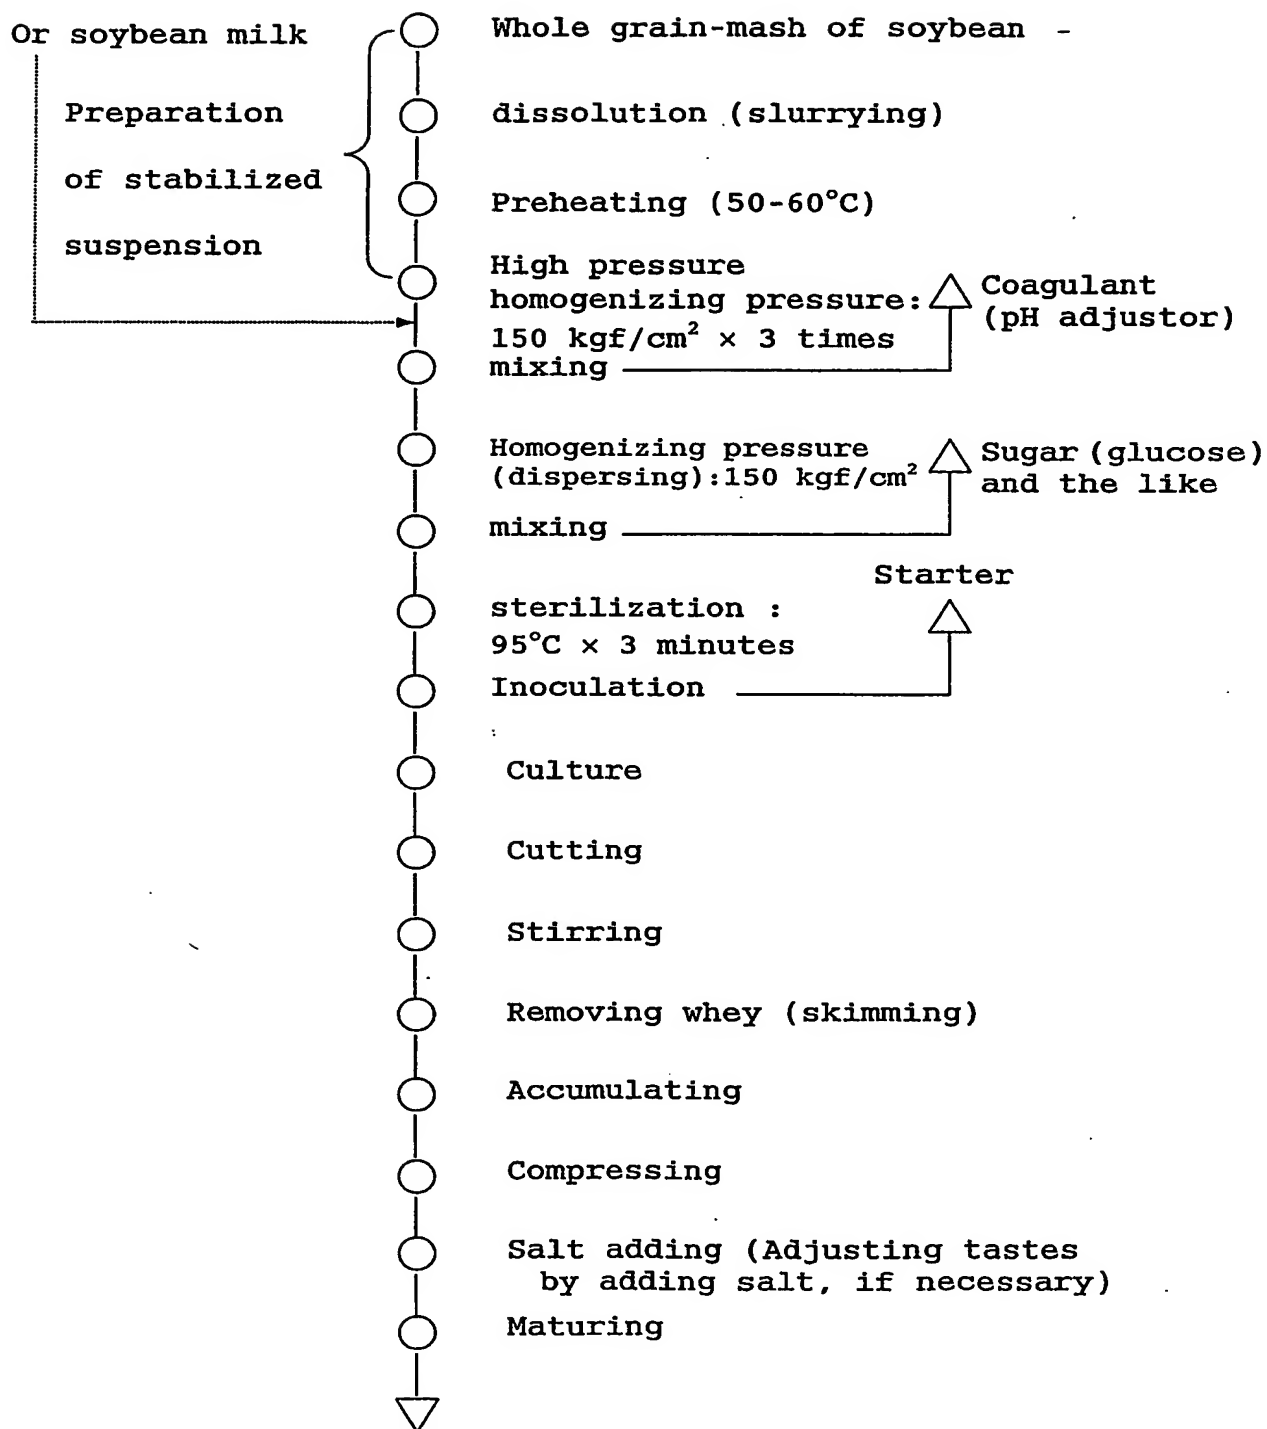 Or soybean milk
Preparation
of stabilized
suspension
Whole grain-mash of soybean
dissolution (slurrying)
Preheating (50-60°C)
High pressure
homogenizing pressure:
150 kgf/cm² × 3 times
mixing
Coagulant
(pH adjustor)
Homogenizing pressure
(dispersing):150 kgf/cm²
Sugar (glucose)
and the like
mixing
Starter
sterilization :
95°C × 3 minutes
Inoculation
Culture
Cutting
Stirring
Removing whey (skimming)
Accumulating
Compressing
Salt adding (Adjusting tastes
by adding salt, if necessary)
Maturing